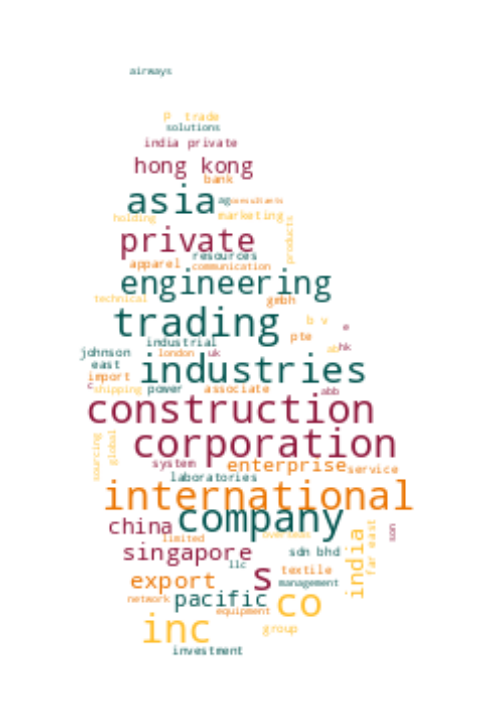 airways
p trade
solutions
india private
hong kong
bank
asia
ag
consultants
holding
marketing
products
private
resources
apparel
communication
engineering
technical
gmbh
trading
b v
e
pte
industrial
johnson
london
uk
ab
hk
east
industries
import
c
shipping
power
associate
abb
construction
corporation
sourcing
global
system
enterprise
service
laboratories
international
company
china
limited
overseas
son
singapore
sdn bhd
india
far east
llc
s
textile
export
management
network
pacific
co
equipment
inc
group
investment